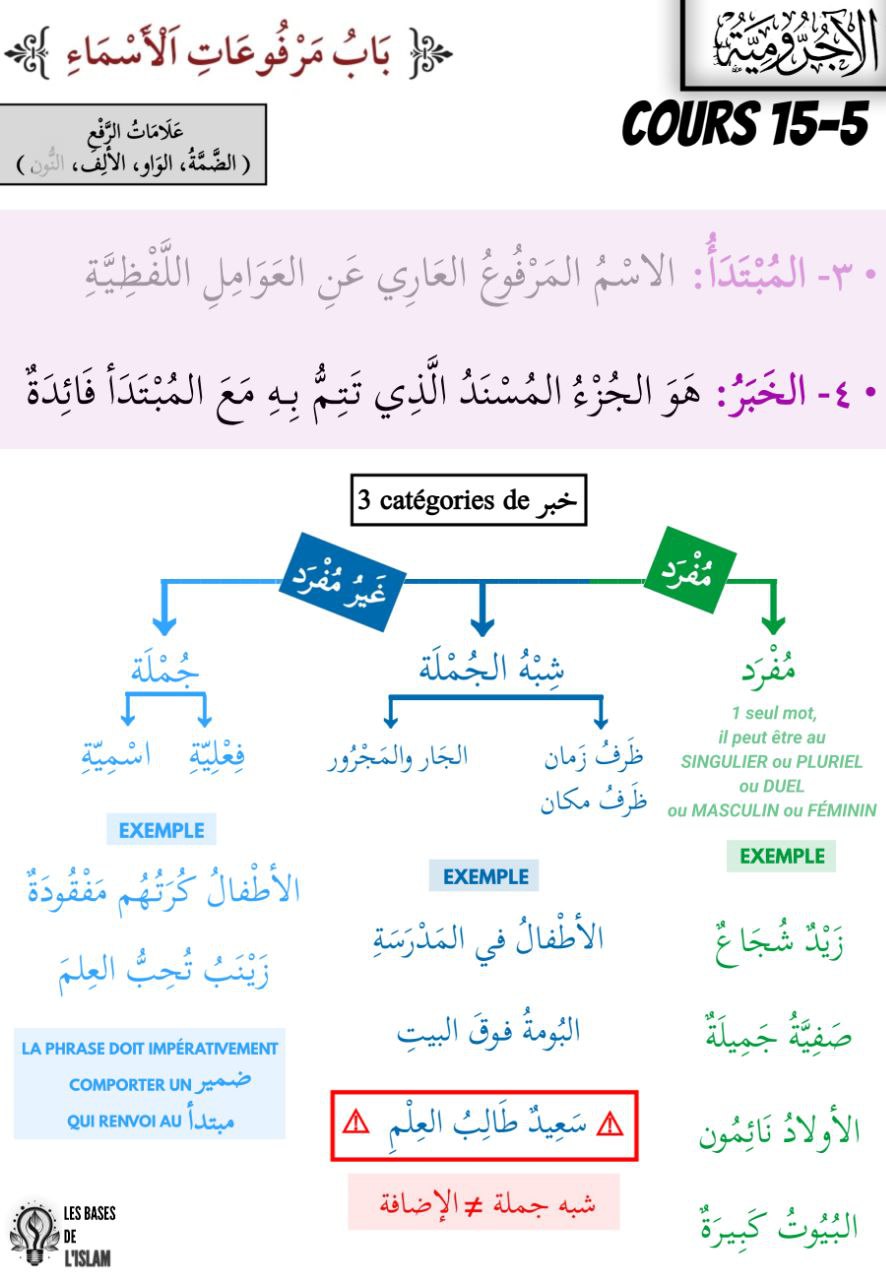 الآجُرُّومِيَّةُ
بَابُ مَرْفُوعَاتِ اَلْأَسْمَاءِ
COURS 15-5
عَلَامَاتُ الرَّفْعِ
(الضَّمَّةُ، الوَاو، الألِف، النُّون)
• ٣- المُبْتَدَأُ: الاسْمُ المَرْفُوعُ العَارِي عَنِ العَوَامِلِ اللَّفْظِيَّةِ
• ٤- الخَبَرُ: هَوَ الجُزْءُ المُسْنَدُ الَّذِي تَتِمُّ بِهِ مَعَ المُبْتَدَأ فَائِدَةٌ
3 catégories de خبر
مُفْرَد
غَيرُ مُفْرَد
مُفْرَد
1 seul mot,
il peut être au
SINGULIER ou PLURIEL
ou DUEL
ou MASCULIN ou FÉMININ
EXEMPLE
زَيْدٌ شُجَاعٌ
صَفِيَّةُ جَمِيلَةٌ
الأولادُ نَائِمُون
البُيُوتُ كَبِيرَةٌ
شِبْهُ الجُمْلَة
ظَرفُ زَمان
ظَرفُ مكان
الجَار والمَجْرُور
EXEMPLE
الأطْفالُ في المَدْرَسَةِ
البُومةُ فوقَ البيتِ
⚠ سَعِيدٌ طَالِبُ العِلْمِ ⚠
شبه جملة ≠ الإضافة
جُمْلَة
فِعْلِيّة
اسْمِيّة
EXEMPLE
الأطْفالُ كُرَتُهُم مَفْقُودَةٌ
زَيْنَبُ تُحِبُّ العِلمَ
LA PHRASE DOIT IMPÉRATIVEMENT
COMPORTER UN ضمير
QUI RENVOI AU مبتدأ
LES BASES
DE
L'ISLAM